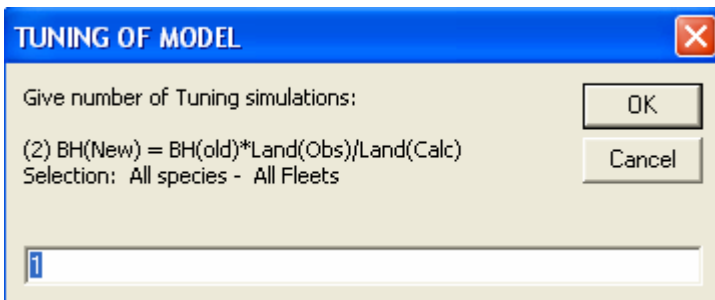 TUNING OF MODEL
Give number of Tuning simulations:
OK
(2) BH(New) = BH(old)*Land(Obs)/Land(Calc)
Cancel
Selection: All species - All Fleets
1